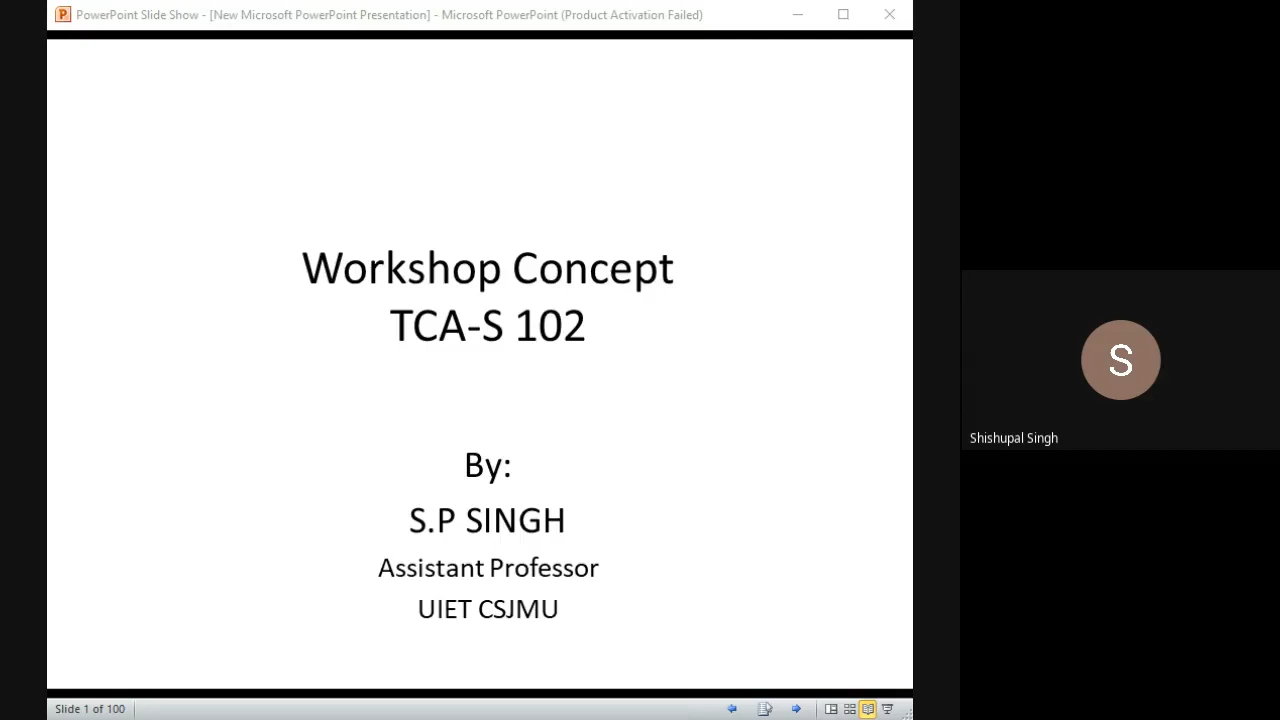 PowerPoint Slide Show - [New Microsoft PowerPoint Presentation] - Microsoft PowerPoint (Product Activation Failed)
Workshop Concept
TCA-S 102
By:
S.P SINGH
Assistant Professor
UIET CSJMU
S
Shishupal Singh
Slide 1 of 100